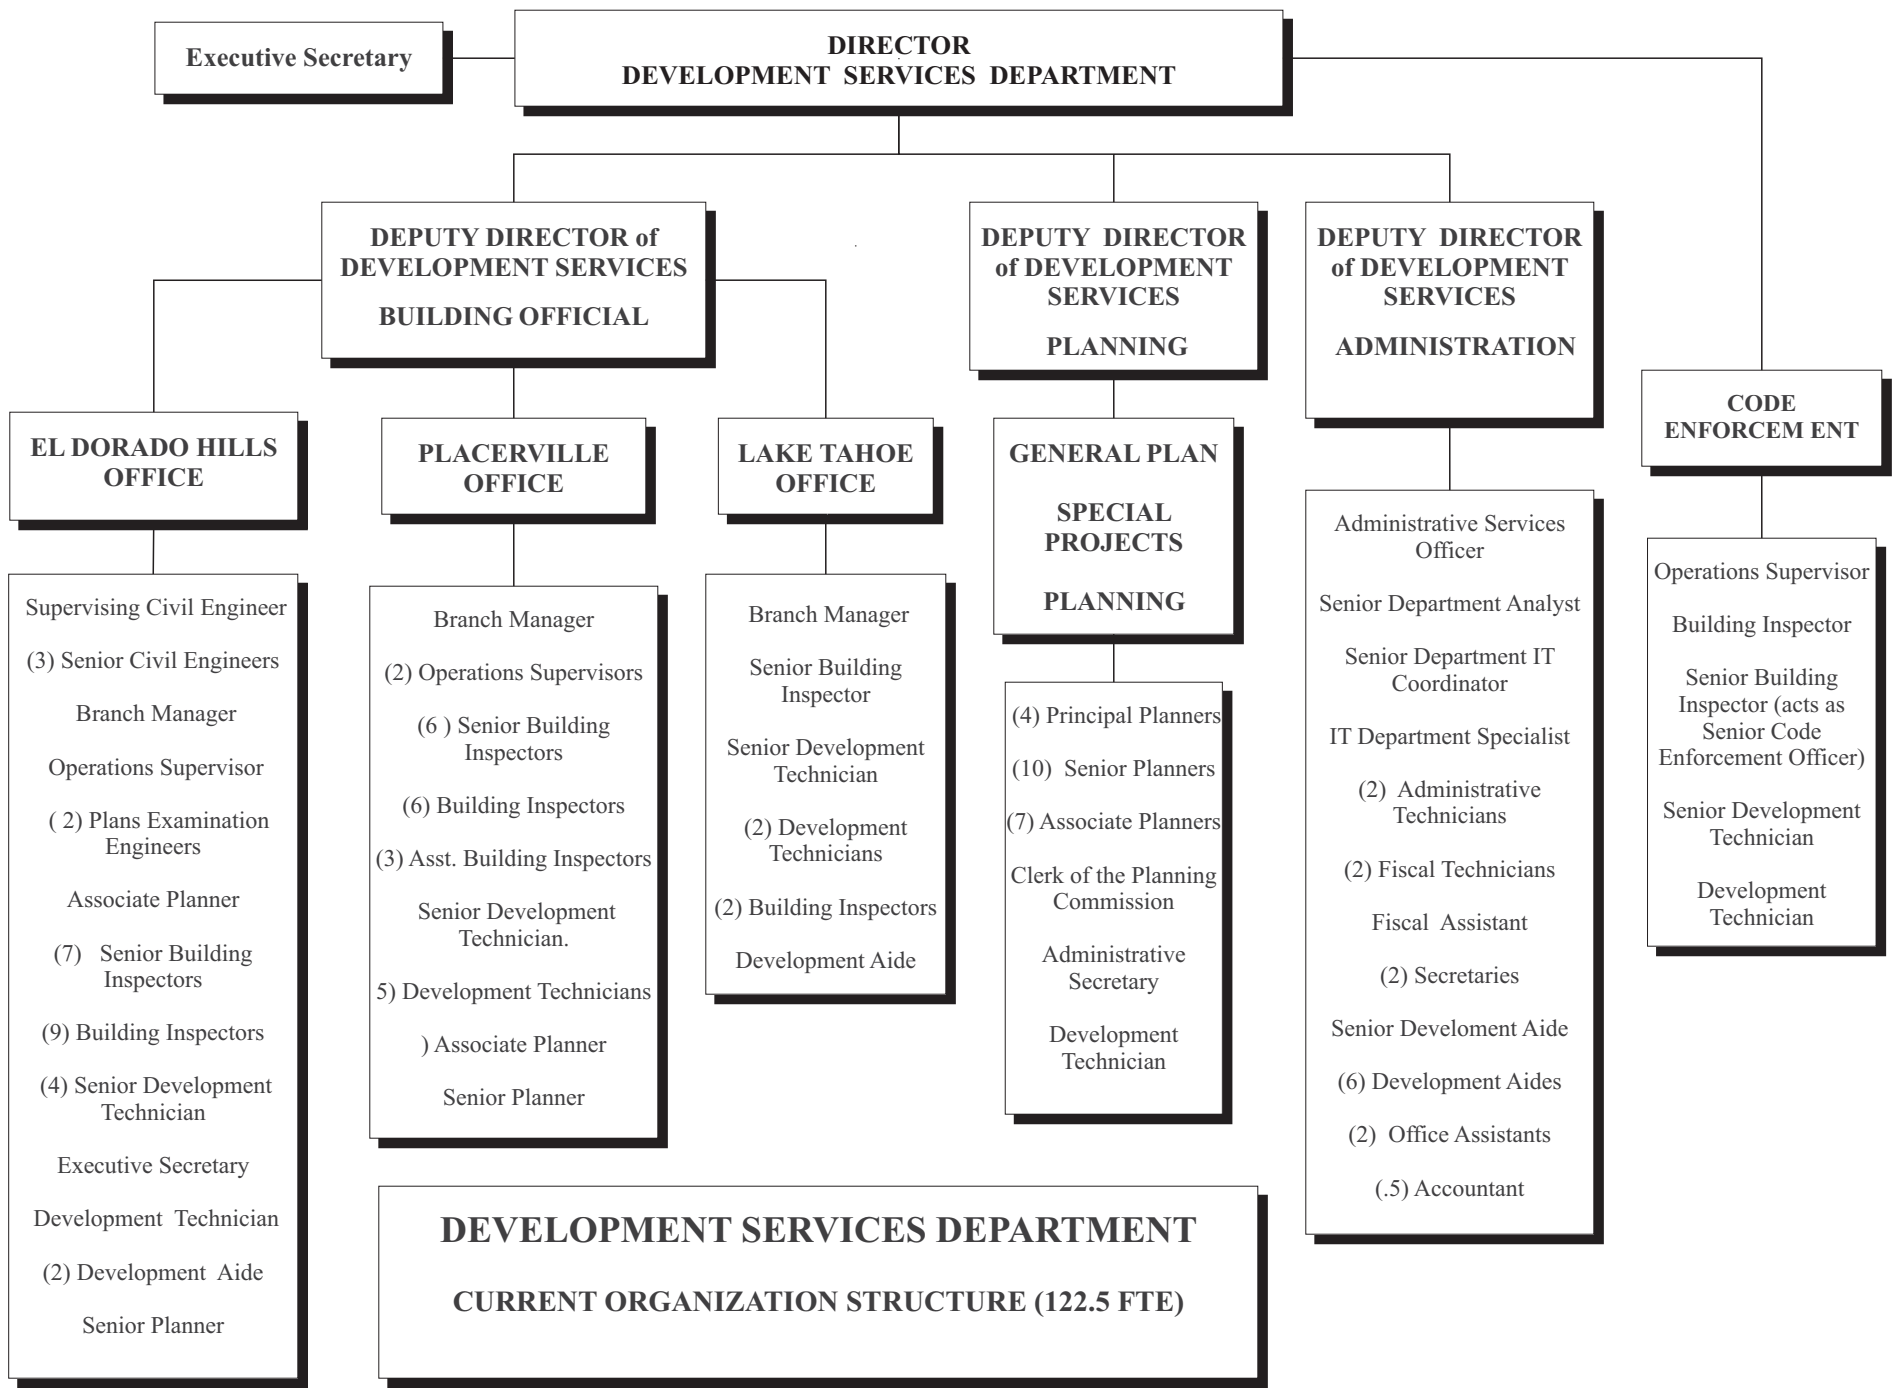 Executive Secretary
DIRECTOR
DEVELOPMENT SERVICES DEPARTMENT
DEPUTY DIRECTOR of
DEVELOPMENT SERVICES
BUILDING OFFICIAL
DEPUTY DIRECTOR
of DEVELOPMENT
SERVICES
PLANNING
DEPUTY DIRECTOR
of DEVELOPMENT
SERVICES
ADMINISTRATION
CODE
ENFORCEM ENT
EL DORADO HILLS
OFFICE
PLACERVILLE
OFFICE
LAKE TAHOE
OFFICE
GENERAL PLAN
SPECIAL
PROJECTS
PLANNING
Supervising Civil Engineer
(3) Senior Civil Engineers
Branch Manager
Operations Supervisor
( 2) Plans Examination
Engineers
Associate Planner
(7) Senior Building
Inspectors
(9) Building Inspectors
(4) Senior Development
Technician
Executive Secretary
Development Technician
(2) Development Aide
Senior Planner
Branch Manager
(2) Operations Supervisors
(6 ) Senior Building
Inspectors
(6) Building Inspectors
(3) Asst. Building Inspectors
Senior Development
Technician.
5) Development Technicians
) Associate Planner
Senior Planner
Branch Manager
Senior Building
Inspector
Senior Development
Technician
(2) Development
Technicians
(2) Building Inspectors
Development Aide
(4) Principal Planners
(10) Senior Planners
(7) Associate Planners
Clerk of the Planning
Commission
Administrative
Secretary
Development
Technician
Administrative Services
Officer
Senior Department Analyst
Senior Department IT
Coordinator
IT Department Specialist
(2) Administrative
Technicians
(2) Fiscal Technicians
Fiscal Assistant
(2) Secretaries
Senior Develoment Aide
(6) Development Aides
(2) Office Assistants
(.5) Accountant
Operations Supervisor
Building Inspector
Senior Building
Inspector (acts as
Senior Code
Enforcement Officer)
Senior Development
Technician
Development
Technician
DEVELOPMENT SERVICES DEPARTMENT
CURRENT ORGANIZATION STRUCTURE (122.5 FTE)